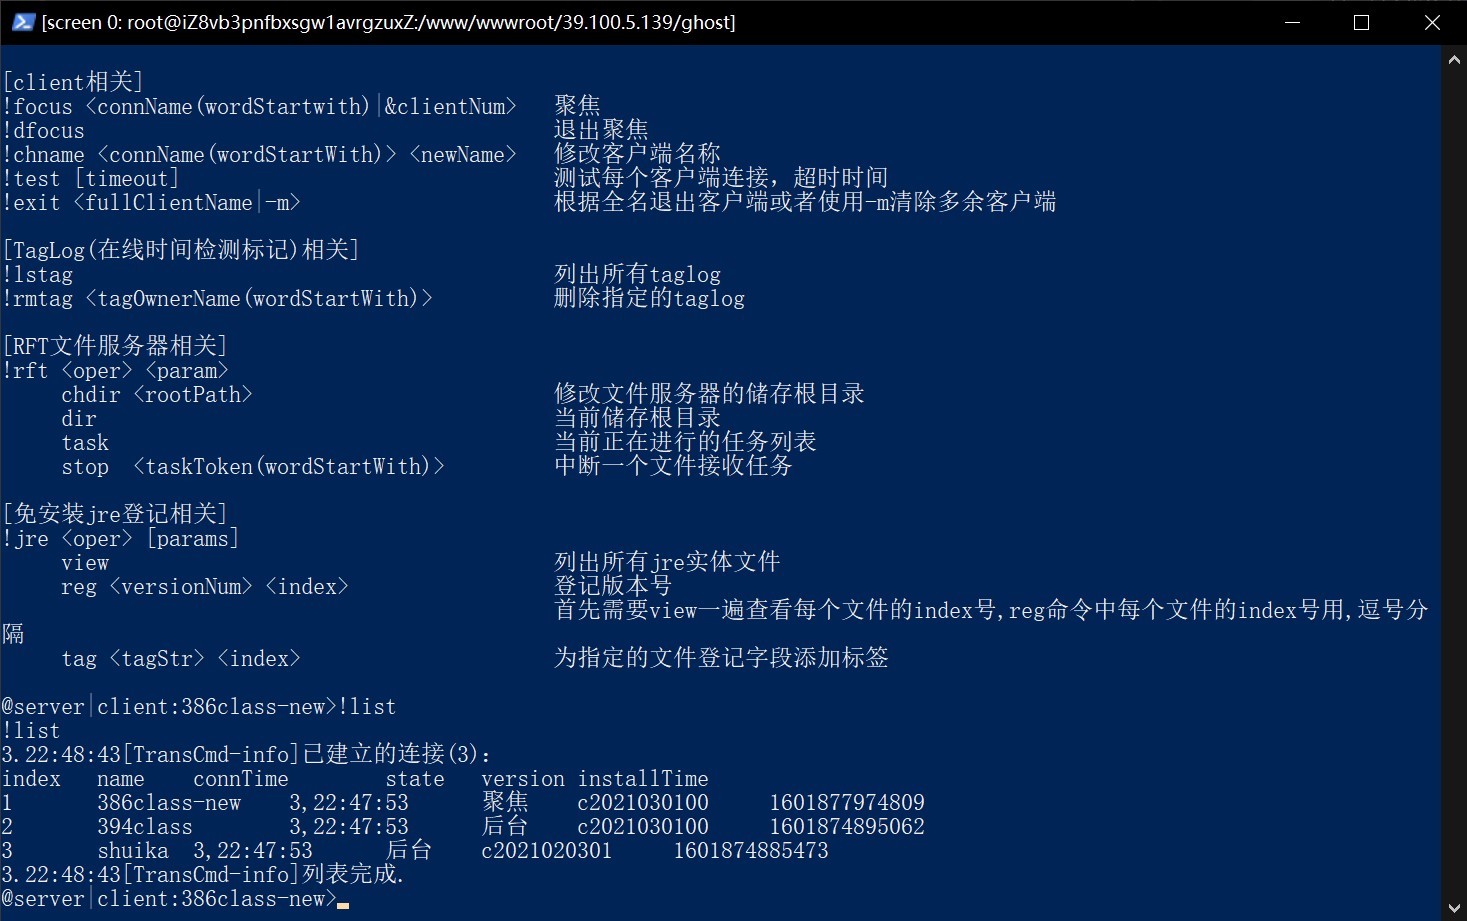 [screen 0: root@iZ8vb3pnfbxsgw1avrgzuxZ:/www/wwwroot/39.100.5.139/ghost]
[client相关]
!focus <connName(wordStartwith)|&clientNum>   聚焦
!dfocus                                       退出聚焦
!chname <connName(wordStartWith)> <newName>   修改客户端名称
!test [timeout]                               测试每个客户端连接，超时时间
!exit <fullClientName|-m>                     根据全名退出客户端或者使用-m清除多余客户端
[TagLog(在线时间检测标记)相关]
!lstag                                        列出所有taglog
!rmtag <tagOwnerName(wordStartWith)>          删除指定的taglog
[RFT文件服务器相关]
!rft <oper> <param>
     chdir <rootPath>                         修改文件服务器的储存根目录
     dir                                      当前储存根目录
     task                                     当前正在进行的任务列表
     stop  <taskToken(wordStartWith)>         中断一个文件接收任务
[免安装jre登记相关]
!jre <oper> [params]
     view                                     列出所有jre实体文件
     reg <versionNum> <index>                 登记版本号
                                              首先需要view一遍查看每个文件的index号,reg命令中每个文件的index号用,逗号分
隔
     tag <tagStr> <index>                     为指定的文件登记字段添加标签
@server|client:386class-new>!list
!list
3.22:48:43[TransCmd-info]已建立的连接(3):
index   name    connTime        state   version installTime
1       386class-new    3,22:47:53      聚焦    c2021030100     1601877974809
2       394class        3,22:47:53      后台    c2021030100     1601874895062
3       shuika  3,22:47:53      后台    c2021020301     1601874885473
3.22:48:43[TransCmd-info]列表完成.
@server|client:386class-new>